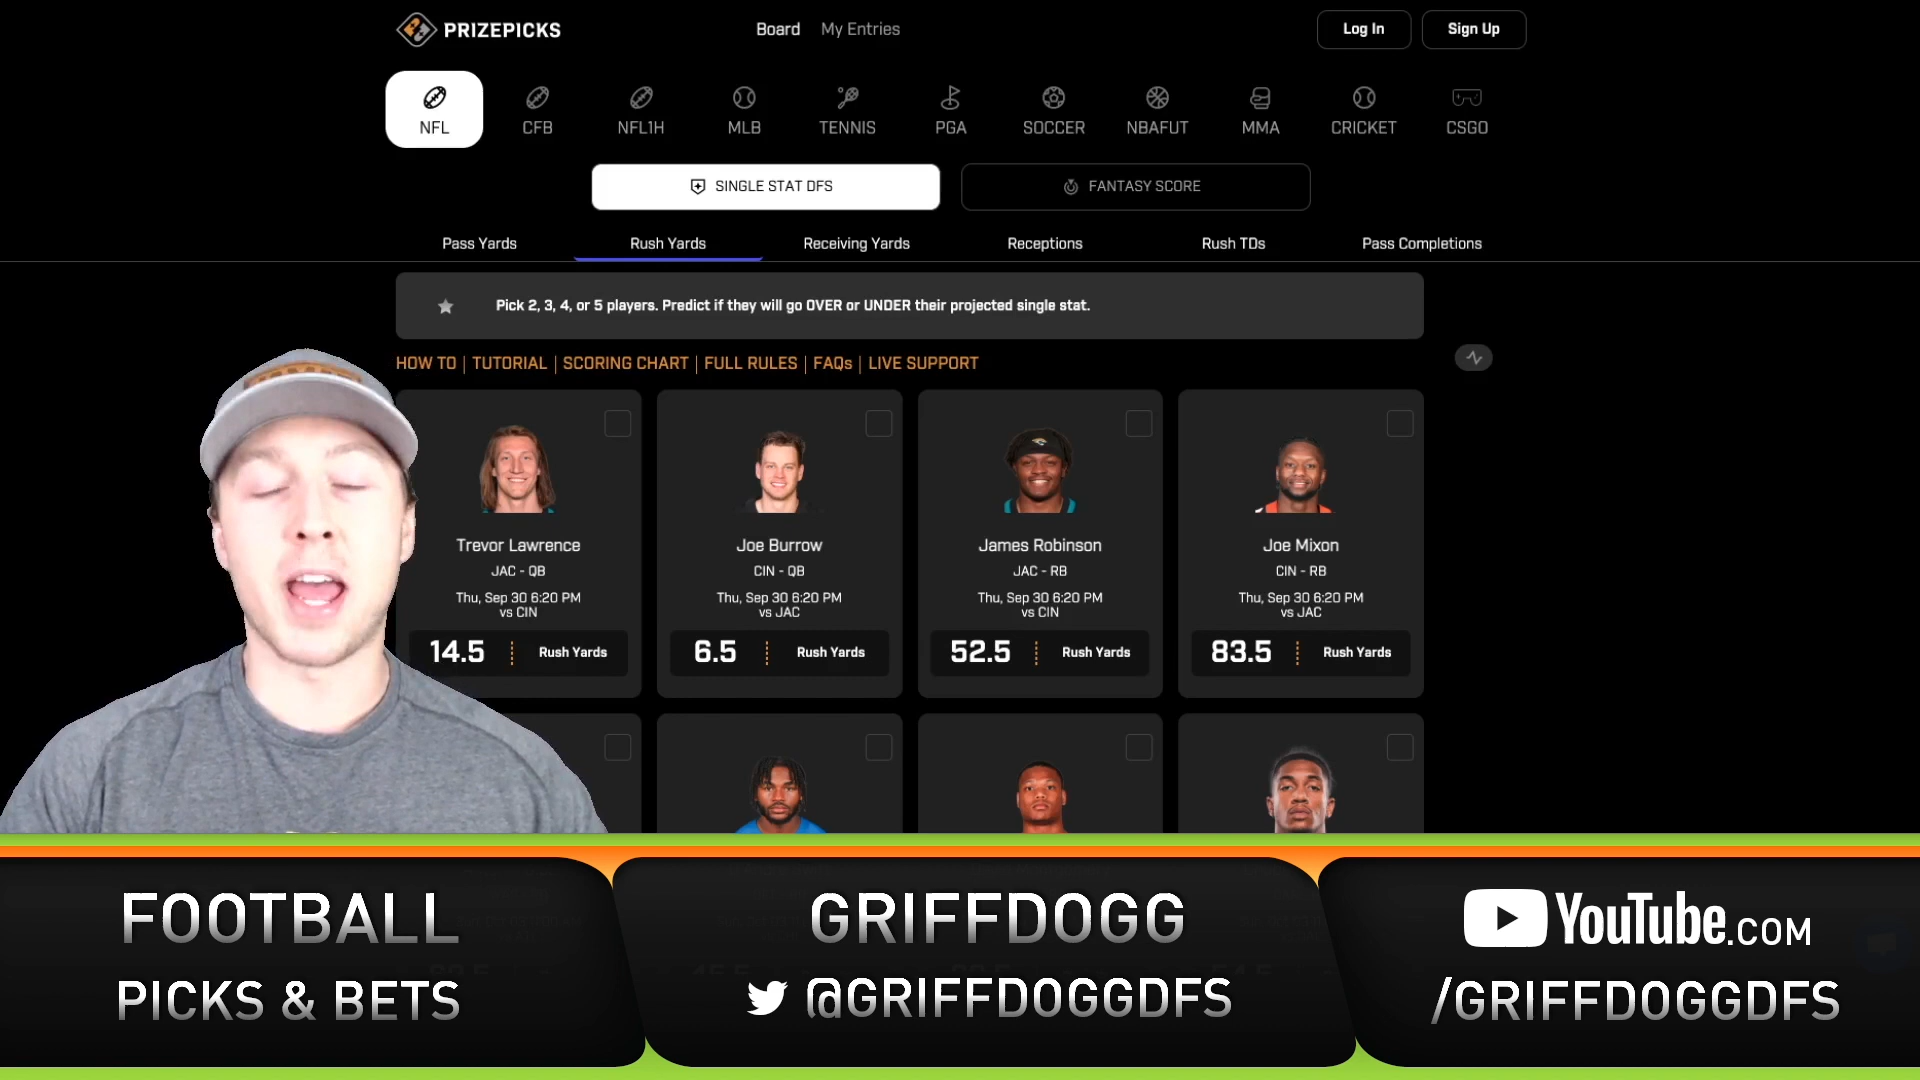 PRIZEPICKS
Board
My Entries
Log In
Sign Up
NFL
CFB
NFL1H
MLB
TENNIS
PGA
SOCCER
NBAFUT
MMA
CRICKET
CSGO
SINGLE STAT DFS
FANTASY SCORE
Pass Yards
Rush Yards
Receiving Yards
Receptions
Rush TDs
Pass Completions
Pick 2, 3, 4, or 5 players. Predict if they will go OVER or UNDER their projected single stat.
HOW TO | TUTORIAL | SCORING CHART | FULL RULES | FAQs | LIVE SUPPORT
Trevor Lawrence
JAC - QB
Thu, Sep 30 6:20 PM
vs CIN
14.5 Rush Yards
Joe Burrow
CIN - QB
Thu, Sep 30 6:20 PM
vs JAC
6.5 Rush Yards
James Robinson
JAC - RB
Thu, Sep 30 6:20 PM
vs CIN
52.5 Rush Yards
Joe Mixon
CIN - RB
Thu, Sep 30 6:20 PM
vs JAC
83.5 Rush Yards
FOOTBALL
PICKS & BETS
GRIFFDOGG
@GRIFFDOGGDFS
YouTube.COM
/GRIFFDOGGDFS